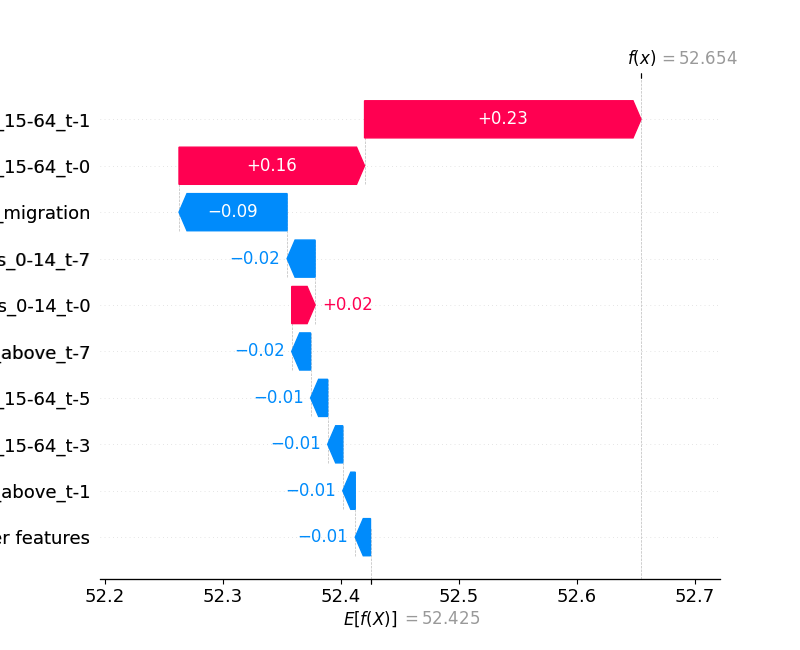 f(x) = 52.654
_15-64_t-1
+0.23
_15-64_t-0
+0.16
_migration
−0.09
s_0-14_t-7
−0.02
s_0-14_t-0
+0.02
above_t-7
−0.02
_15-64_t-5
−0.01
_15-64_t-3
−0.01
above_t-1
−0.01
er features
−0.01
52.2 52.3 52.4 52.5 52.6 52.7
E[f(X)] = 52.425